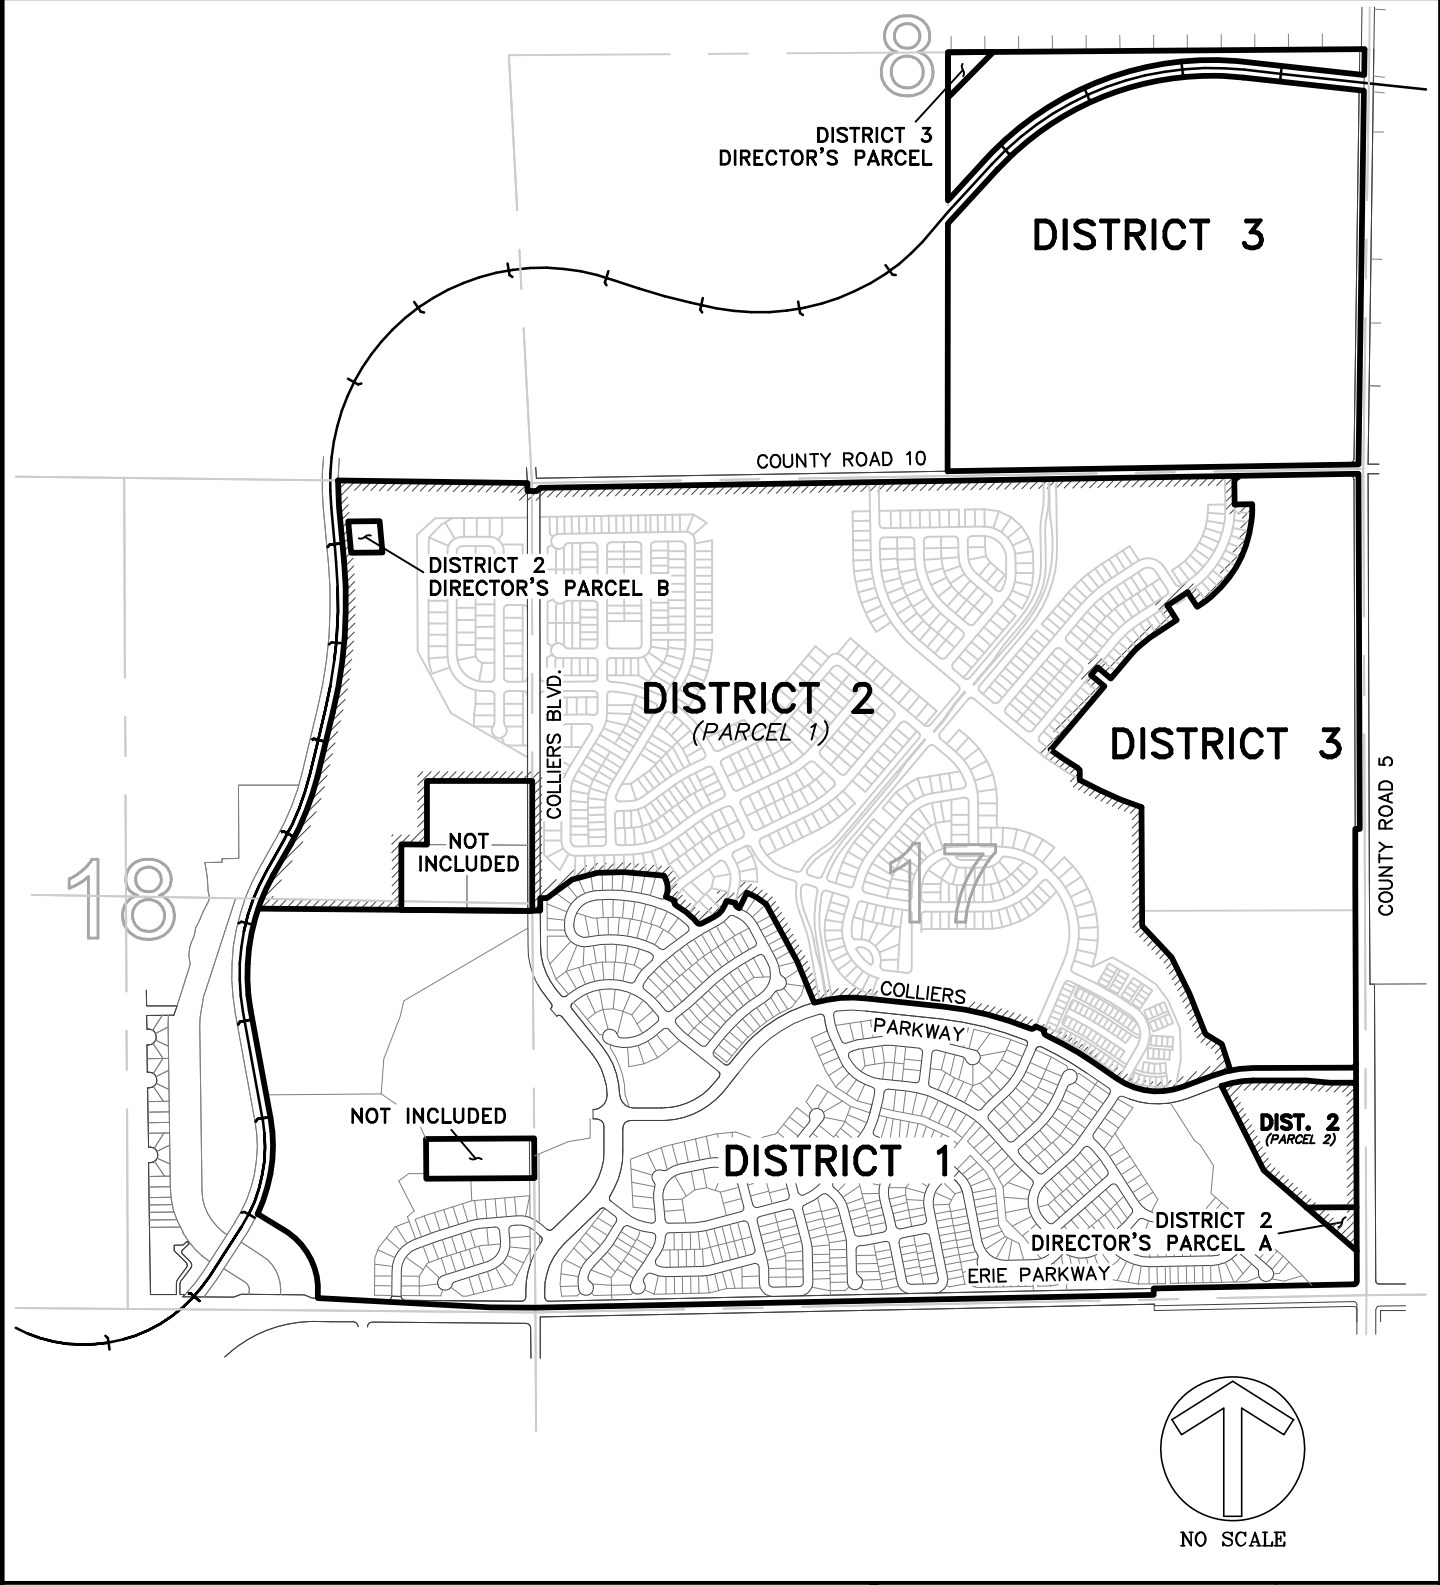 8
DISTRICT 3
DIRECTOR'S PARCEL
DISTRICT 3
COUNTY ROAD 10
DISTRICT 2
DIRECTOR'S PARCEL B
COLLIERS BLVD.
DISTRICT 2
(PARCEL 1)
DISTRICT 3
COUNTY ROAD 5
NOT
INCLUDED
18
17
COLLIERS
PARKWAY
NOT INCLUDED
DISTRICT 1
DIST. 2
(PARCEL 2)
DISTRICT 2
DIRECTOR'S PARCEL A
ERIE PARKWAY
NO SCALE